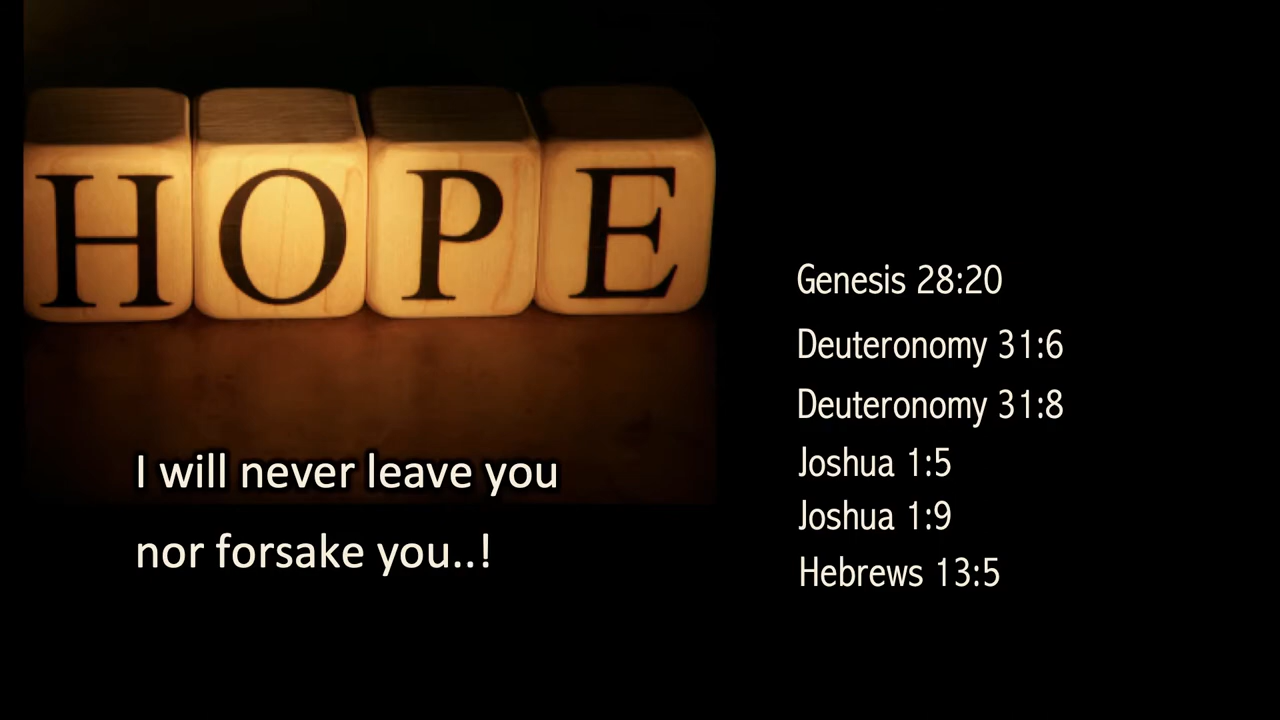 HOPE
I will never leave you
nor forsake you..!
Genesis 28:20
Deuteronomy 31:6
Deuteronomy 31:8
Joshua 1:5
Joshua 1:9
Hebrews 13:5